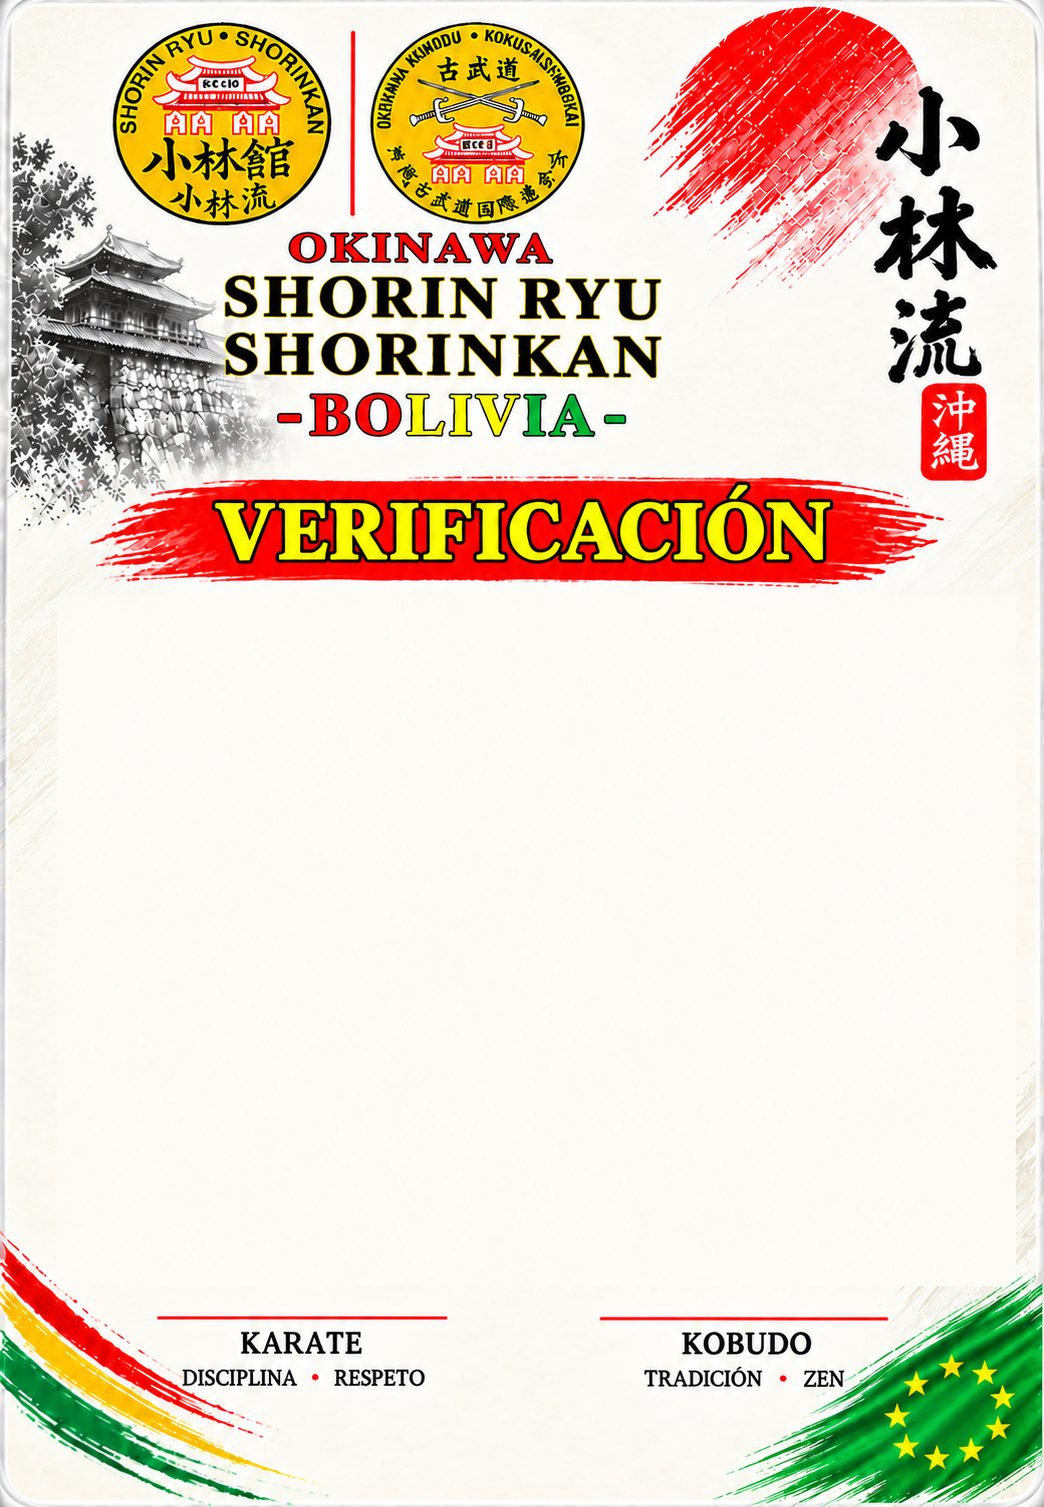 SHORIN RYU • SHORINKAN
小林館
小林流
古武道
OKINAWA
SHORIN RYU
SHORINKAN
-BOLIVIA-
小林流
沖縄
VERIFICACIÓN
KARATE
DISCIPLINA • RESPETO
KOBUDO
TRADICIÓN • ZEN